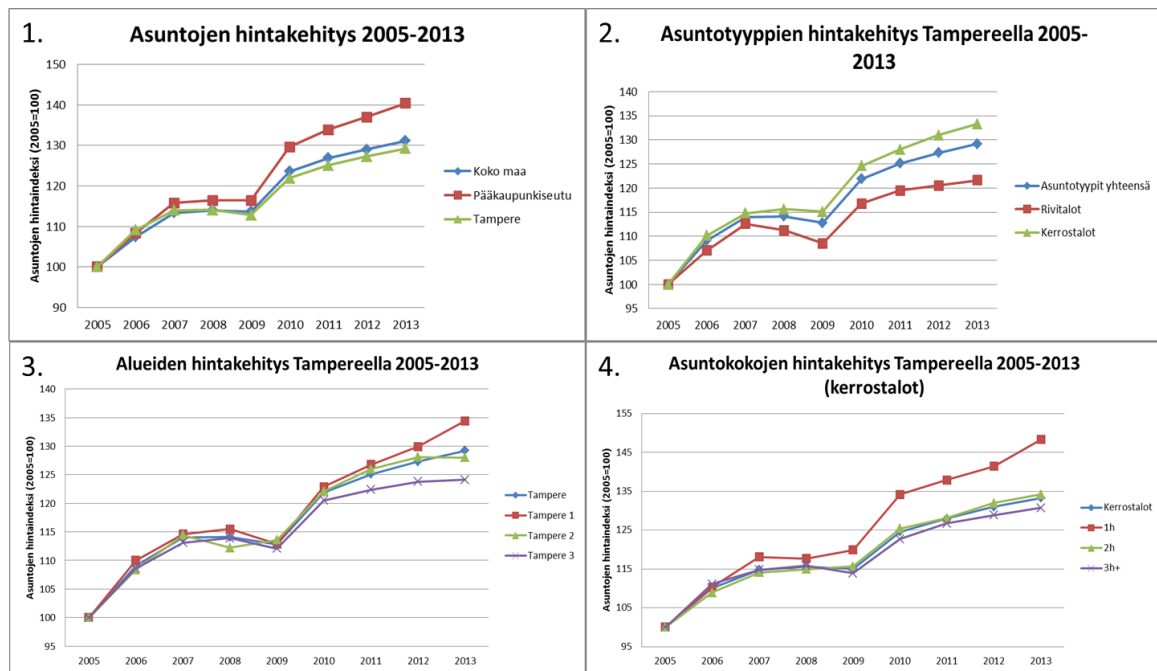 1.
Asuntojen hintakehitys 2005-2013
Asuntojen hintaindeksi (2005=100)
150
140
130
120
110
100
90
2005 2006 2007 2008 2009 2010 2011 2012 2013
Koko maa
Pääkaupunkiseutu
Tampere
2.
Asuntotyyppien hintakehitys Tampereella 2005-
2013
Asuntojen hintaindeksi (2005=100)
140
135
130
125
120
115
110
105
100
95
2005 2006 2007 2008 2009 2010 2011 2012 2013
Asuntotyypit yhteensä
Rivitalot
Kerrostalot
3.
Alueiden hintakehitys Tampereella 2005-2013
Asuntojen hintaindeksi (2005=100)
140
135
130
125
120
115
110
105
100
95
2005 2006 2007 2008 2009 2010 2011 2012 2013
Tampere
Tampere 1
Tampere 2
Tampere 3
4.
Asuntokokojen hintakehitys Tampereella 2005-2013
(kerrostalot)
Asuntojen hintaindeksi (2005=100)
155
145
135
125
115
105
95
2005 2006 2007 2008 2009 2010 2011 2012 2013
Kerrostalot
1h
2h
3h+